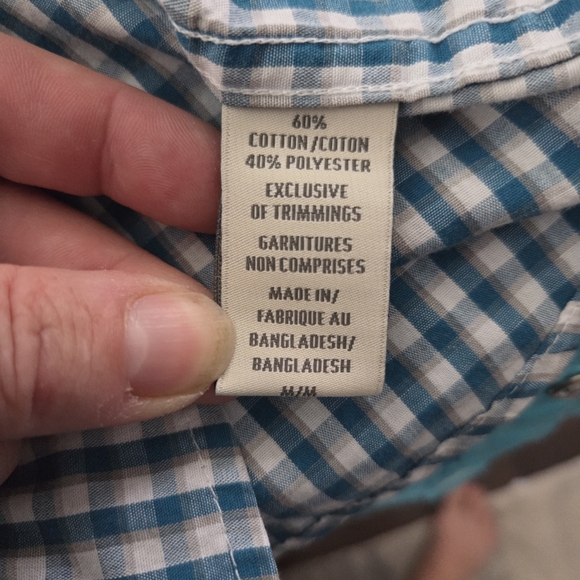 60%
COTTON/COTON
40% POLYESTER
EXCLUSIVE
OF TRIMMINGS
GARNITURES
NON COMPRISES
MADE IN/
FABRIQUE AU
BANGLADESH/
BANGLADESH
M/M